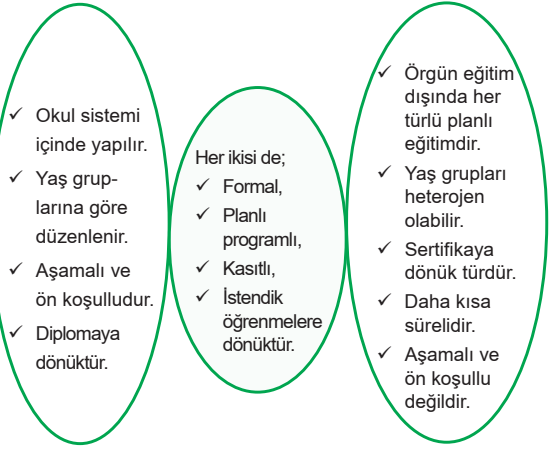 ✓ Okul sistemi
içinde yapılır.
✓ Yaş grup-
larına göre
düzenlenir.
✓ Aşamalı ve
ön koşulludur.
✓ Diplomaya
dönüktür.
Her ikisi de;
✓ Formal,
✓ Planlı
programlı,
✓ Kasıtlı,
✓ İstendik
öğrenmelere
dönüktür.
✓ Örgün eğitim
dışında her
türlü planlı
eğitimdir.
✓ Yaş grupları
heterojen
olabilir.
✓ Sertifikaya
dönük türdür.
✓ Daha kısa
sürelidir.
✓ Aşamalı ve
ön koşullu
değildir.